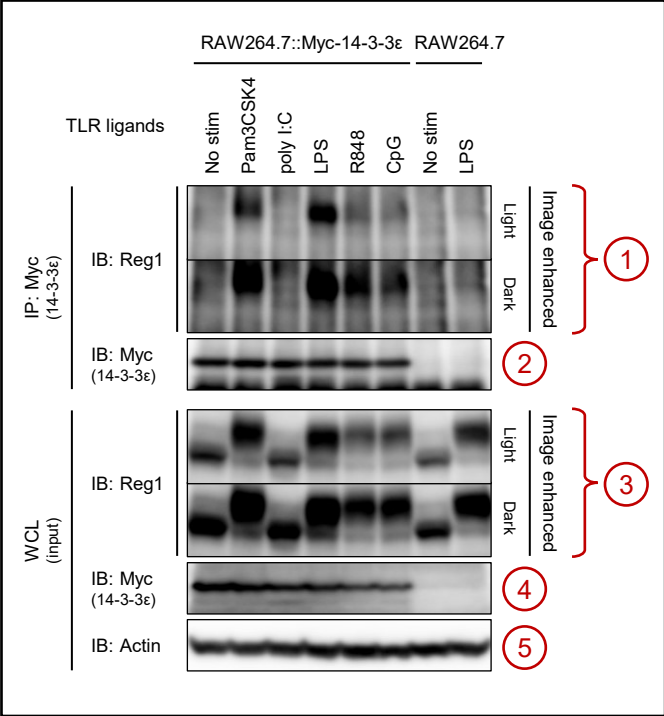 RAW264.7::Myc-14-3-3ε RAW264.7
TLR ligands
No stim
Pam3CSK4
poly I:C
LPS
R848
CpG
No stim
LPS
IP: Myc
(14-3-3ε)
IB: Reg1
Light
Dark
Image enhanced
1
IB: Myc
(14-3-3ε)
2
WCL
(input)
IB: Reg1
Light
Dark
Image enhanced
3
IB: Myc
(14-3-3ε)
4
IB: Actin
5